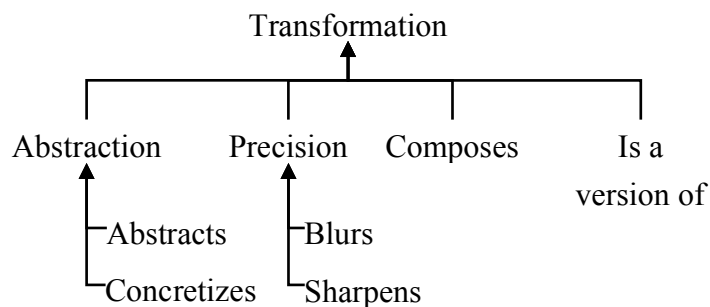 Transformation
Abstraction
Precision
Composes
Is a
version of
Abstracts
Concretizes
Blurs
Sharpens